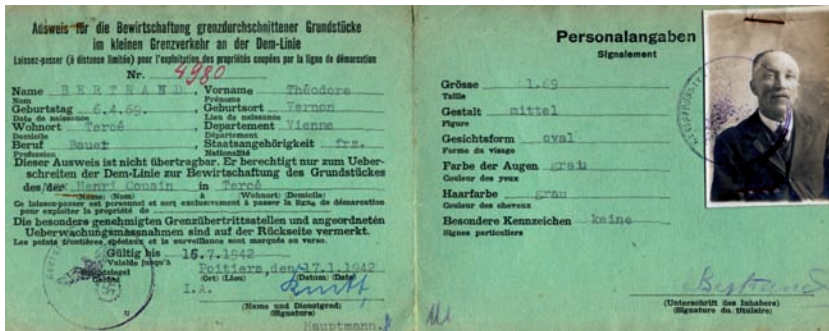 Ausweis für die Bewirtschaftung grenzdurchschnittener Grundstücke
im kleinen Grenzverkehr an der Dem-Linie
Laissez-passer (à distance limitée) pour l'exploitation des propriétés coupées par la ligne de démarcation
Nr. 4980
Name BERTRAND, Vorname Théodore
Nom Prénoms
Geburtstag 6.4.69. Geburtsort Vernon
Date de naissance Lieu de naissance
Wohnort Tercé Departement Vienne
Domicile Département
Beruf Bauer, Staatsangehörigkeit frz.
Profession Nationalité
Dieser Ausweis ist nicht übertragbar. Er berechtigt nur zum Ueber-
schreiten der Dem-Linie zur Bewirtschaftung des Grundstückes
des/der Henri Cousin in Tercé
(Name) (Nom) à (Wohnort) (Domicile)
Ce laissez-passer est personnel et sert exclusivement à passer la ligne de démarcation
pour exploiter la propriété de
Die besonders genehmigten Grenzübertrittsstellen und angeordneten
Ueberwachungsmassnahmen sind auf der Rückseite vermerkt.
Les points frontières spéciaux et la surveillance sont marqués au verso.
Gültig bis 16.7.1942
Valable jusqu'à
Poitiers, den 17.1.1942
Dienstsiegel
Cachet
(Ort) (Lieu) (Datum) (Date)
I.A.
(Name und Dienstgrad)
(Signature)
Hauptmann.
Personalangaben
Signalement
Grösse 1.69
Taille
Gestalt mittel
Figure
Gesichtsform oval
Forme du visage
Farbe der Augen grau
Couleur des yeux
Haarfarbe grau
Couleur des cheveux
Besondere Kennzeichen keine
Signes particuliers
Bertrand
(Unterschrift des Inhabers)
(Signature du titulaire)